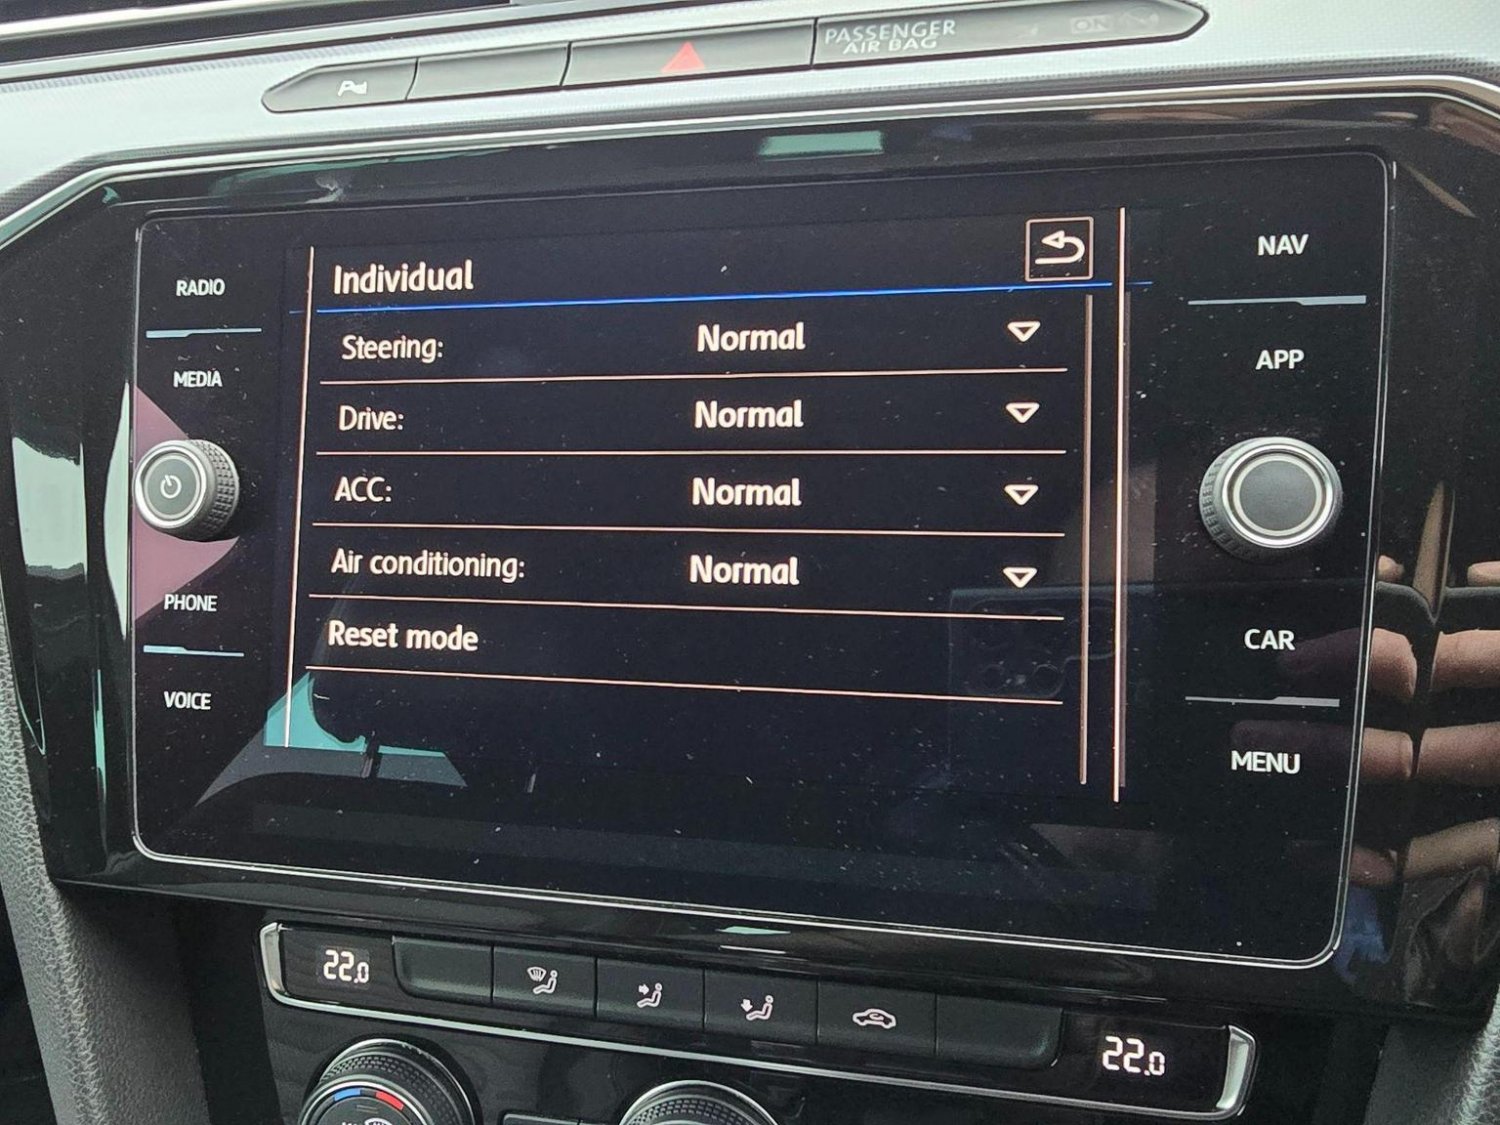 PASSENGER
AIR BAG
ON
RADIO
MEDIA
PHONE
VOICE
Individual
Steering: Normal
Drive: Normal
ACC: Normal
Air conditioning: Normal
Reset mode
NAV
APP
CAR
MENU
22.0
22.0